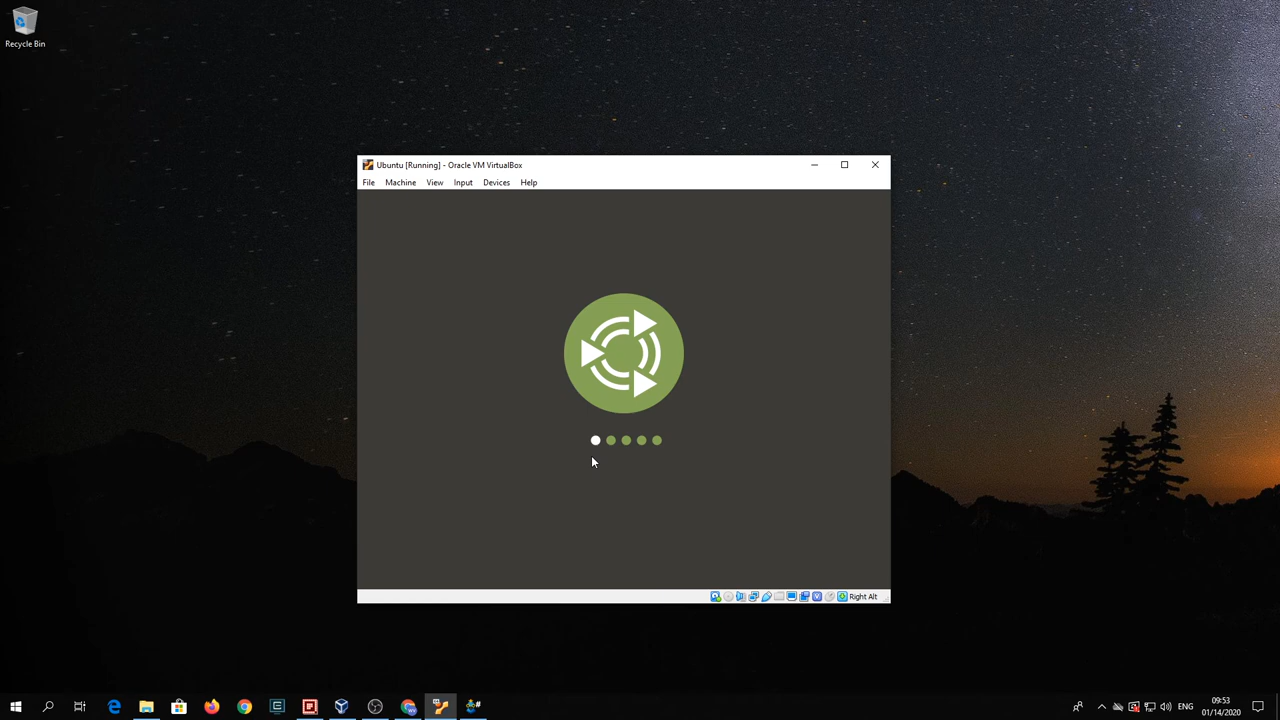 Recycle Bin
Ubuntu [Running] - Oracle VM VirtualBox
File Machine View Input Devices Help
Right Alt
ENG
09:53
01/14/2020